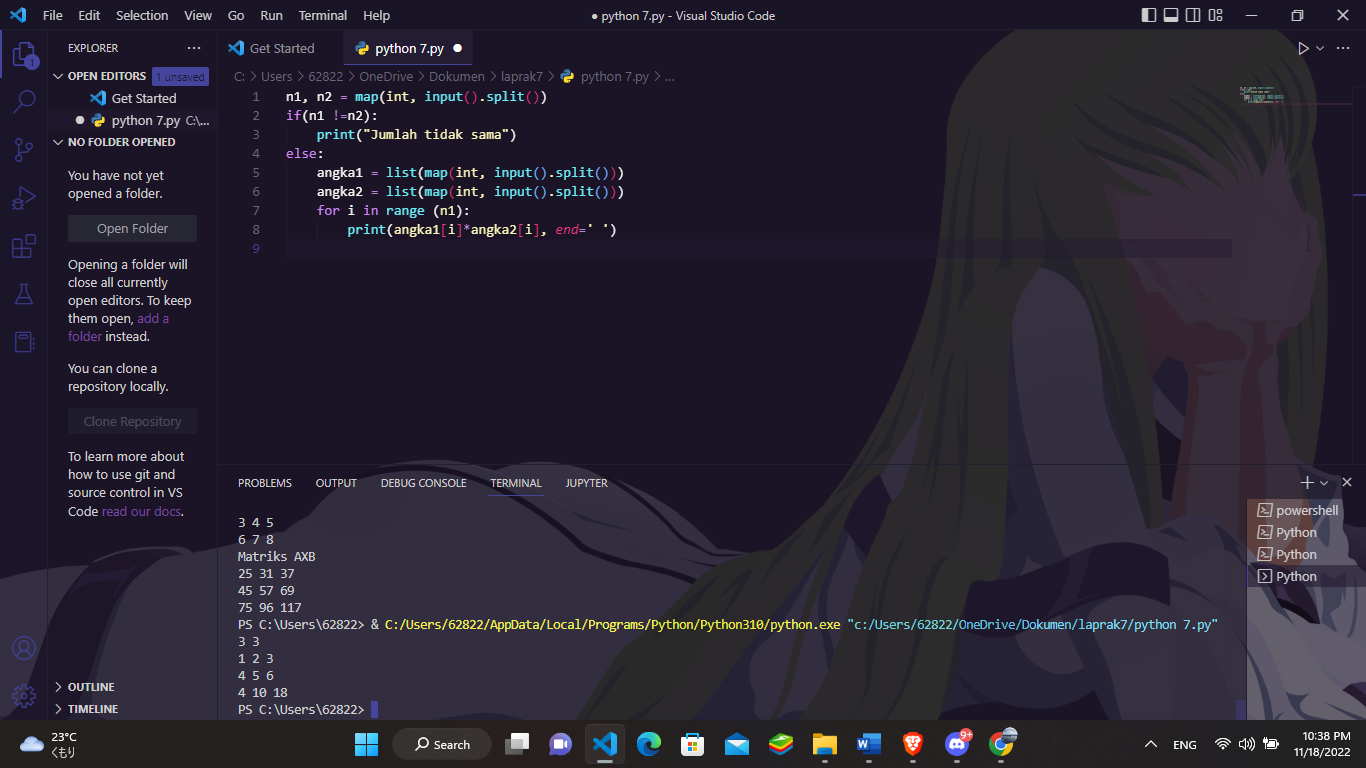 File Edit Selection View Go Run Terminal Help
● python 7.py - Visual Studio Code
EXPLORER
OPEN EDITORS 1 unsaved
Get Started
python 7.py C:\...
NO FOLDER OPENED
You have not yet
opened a folder.
Open Folder
Opening a folder will
close all currently
open editors. To keep
them open, add a
folder instead.
You can clone a
repository locally.
Clone Repository
To learn more about
how to use git and
source control in VS
Code read our docs.
OUTLINE
TIMELINE
1
Get Started python 7.py
C: > Users > 62822 > OneDrive > Dokumen > laprak7 > python 7.py > ...
1 n1, n2 = map(int, input().split())
2 if(n1 !=n2):
3     print("Jumlah tidak sama")
4 else:
5     angka1 = list(map(int, input().split()))
6     angka2 = list(map(int, input().split()))
7     for i in range (n1):
8         print(angka1[i]*angka2[i], end=' ')
9
PROBLEMS OUTPUT DEBUG CONSOLE TERMINAL JUPYTER
3 4 5
6 7 8
Matriks AXB
25 31 37
45 57 69
75 96 117
PS C:\Users\62822> & C:/Users/62822/AppData/Local/Programs/Python/Python310/python.exe "c:/Users/62822/OneDrive/Dokumen/laprak7/python 7.py"
3 3
1 2 3
4 5 6
4 10 18
PS C:\Users\62822>
powershell
Python
Python
Python
23°C
くもり
Search
9+
ENG
10:38 PM
11/18/2022